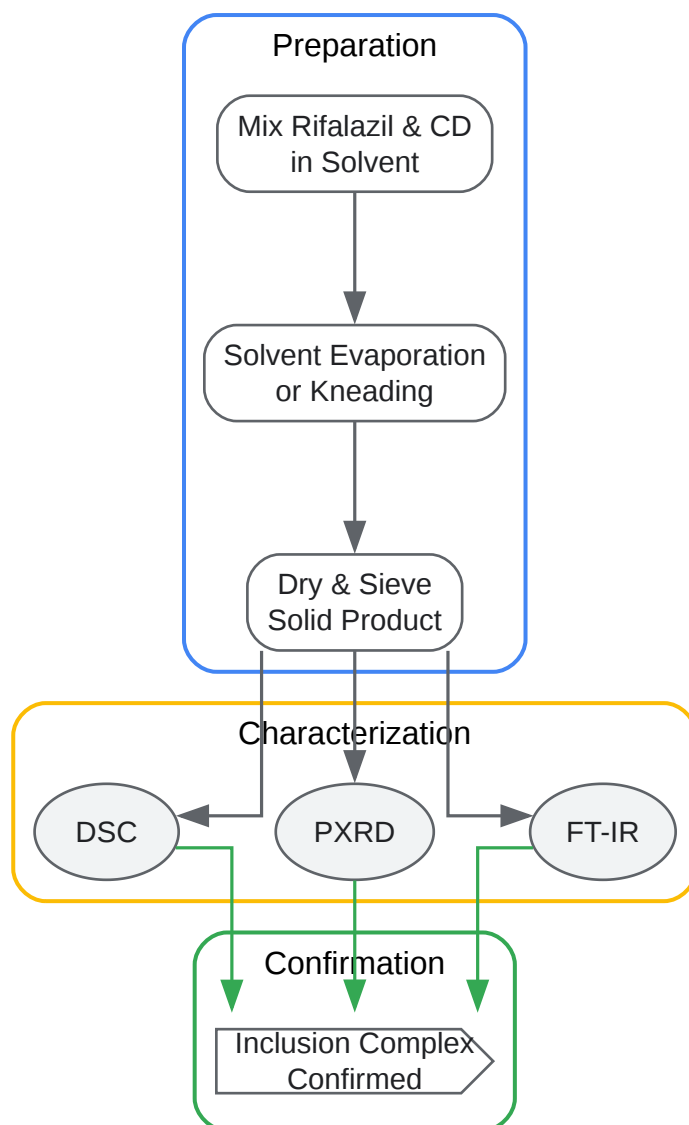 Preparation
Mix Rifalazil & CD
in Solvent
Solvent Evaporation
or Kneading
Dry & Sieve
Solid Product
Characterization
DSC
PXRD
FT-IR
Confirmation
Inclusion Complex
Confirmed